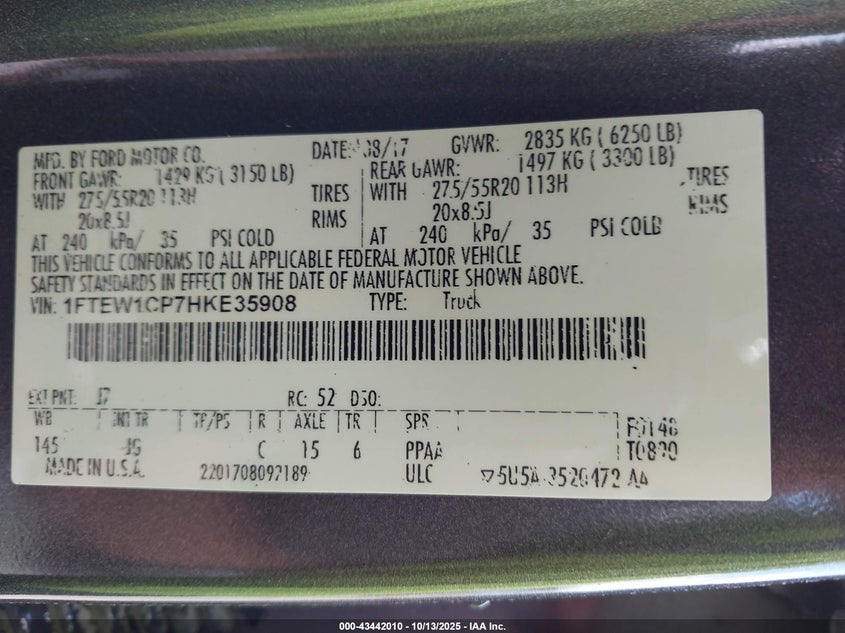 MFD. BY FORD MOTOR CO. DATE: 08/17 GVWR: 2835 KG ( 6250 LB)
FRONT GAWR: 1429 KG ( 3150 LB) REAR GAWR: 1497 KG ( 3300 LB)
WITH 275/55R20 113H TIRES WITH 275/55R20 113H TIRES
20x8.5J RIMS 20x8.5J RIMS
AT 240 kPa/ 35 PSI COLD AT 240 kPa/ 35 PSI COLD
THIS VEHICLE CONFORMS TO ALL APPLICABLE FEDERAL MOTOR VEHICLE
SAFETY STANDARDS IN EFFECT ON THE DATE OF MANUFACTURE SHOWN ABOVE.
VIN: 1FTEW1CP7HKE35908 TYPE: Truck
EXT PNT: J7 RC: 52 DSO:
WB INT TR TP/PS R AXLE TR SPR
145 JG C 15 6 PPAA
MADE IN U.S.A. 2201708092189 ULC
000-43442010 - 10/13/2025 - IAA Inc.